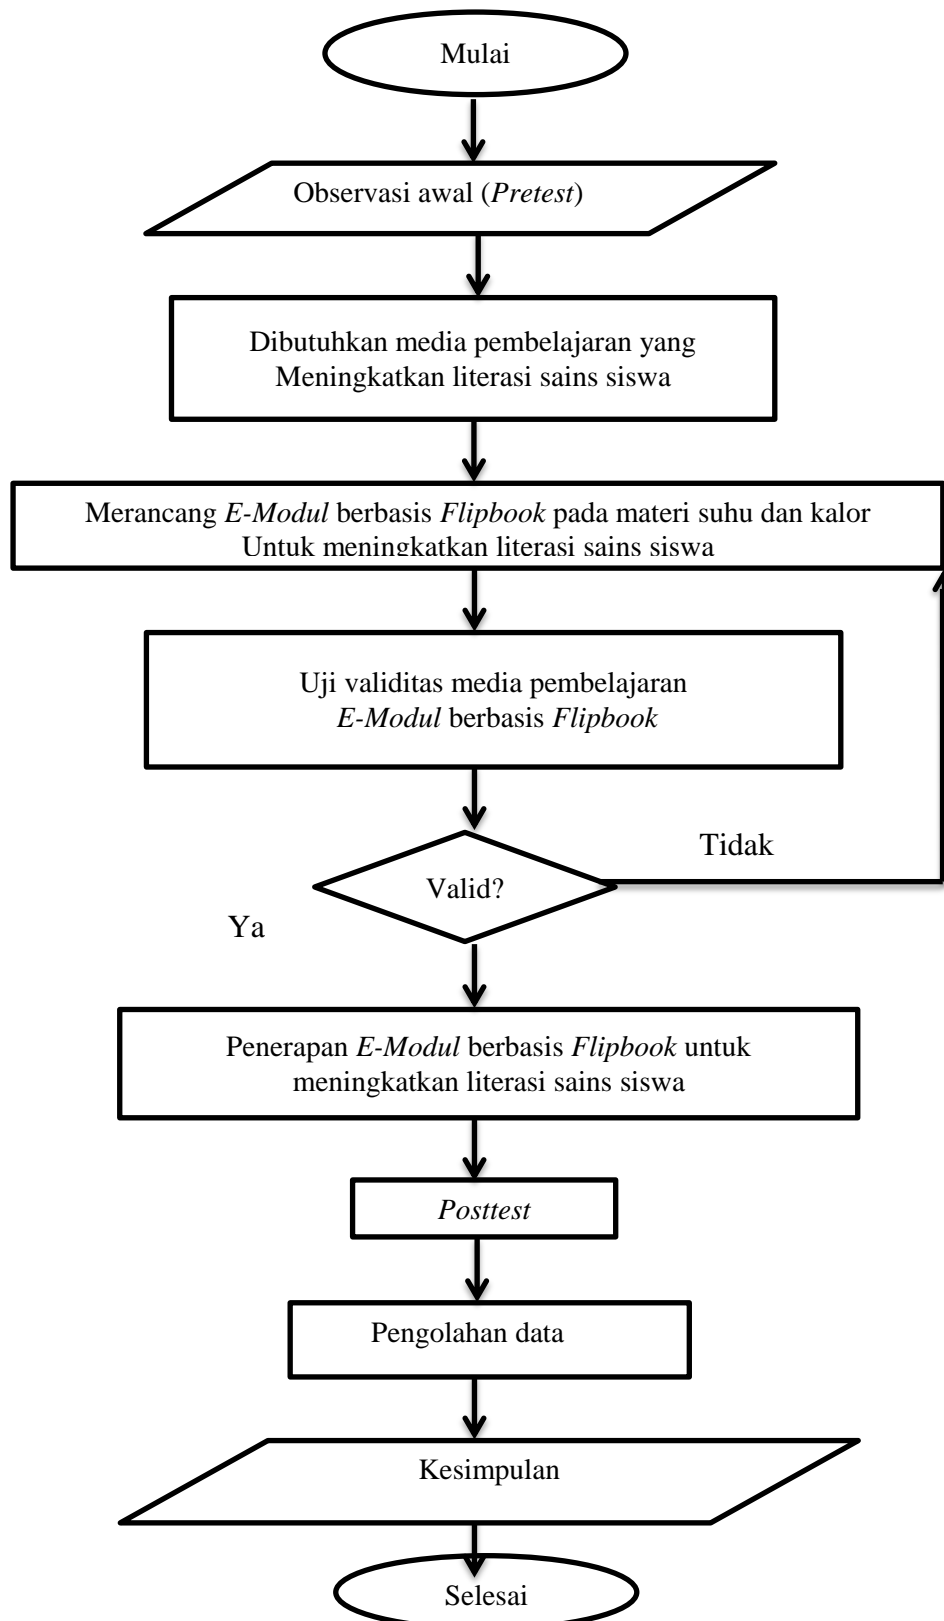 Mulai
Observasi awal (Pretest)
Dibutuhkan media pembelajaran yang
Meningkatkan literasi sains siswa
Merancang E-Modul berbasis Flipbook pada materi suhu dan kalor
Untuk meningkatkan literasi sains siswa
Uji validitas media pembelajaran
E-Modul berbasis Flipbook
Tidak
Valid?
Ya
Penerapan E-Modul berbasis Flipbook untuk
meningkatkan literasi sains siswa
Posttest
Pengolahan data
Kesimpulan
Selesai